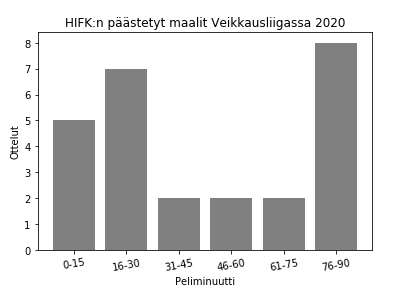 HIFK:n päästetyt maalit Veikkausliigassa 2020
8
7
6
5
4
3
2
1
0
Ottelut
0-15 16-30 31-45 46-60 61-75 76-90
Peliminuutti